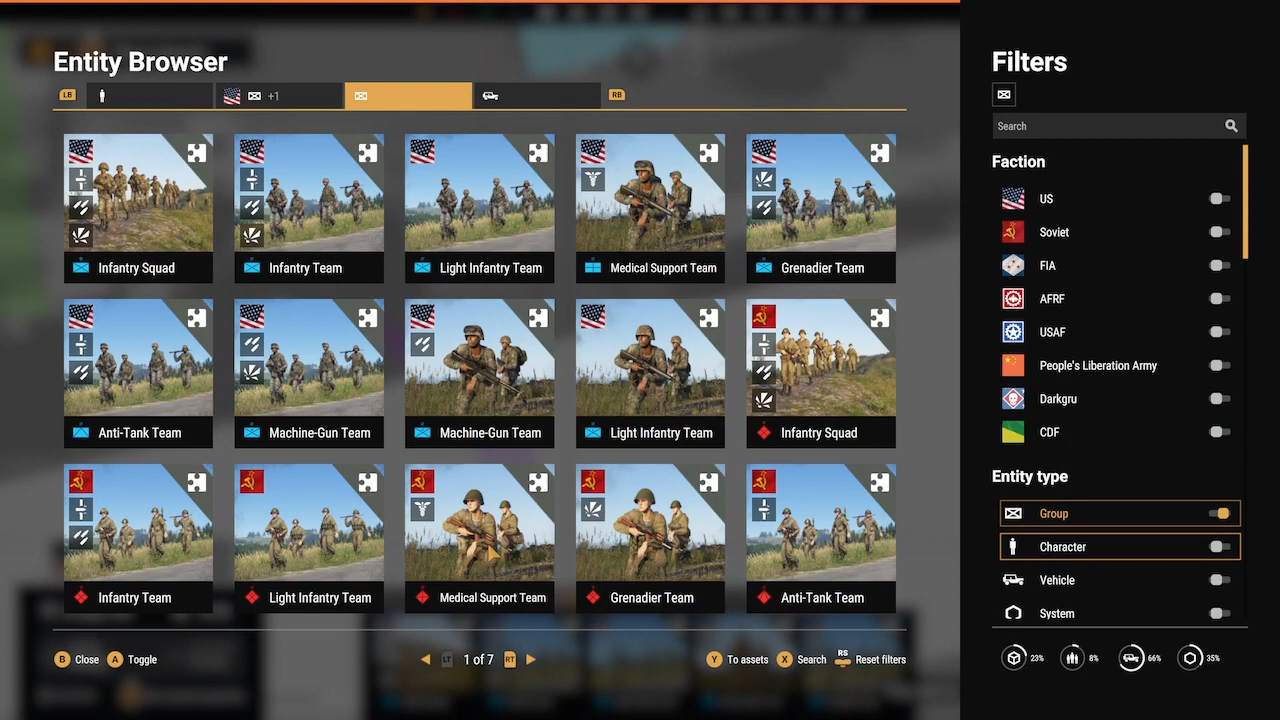 Entity Browser
LB
+1
RB
Infantry Squad
Infantry Team
Light Infantry Team
Medical Support Team
Grenadier Team
Anti-Tank Team
Machine-Gun Team
Machine-Gun Team
Light Infantry Team
Infantry Squad
Infantry Team
Light Infantry Team
Medical Support Team
Grenadier Team
Anti-Tank Team
B Close
A Toggle
LT
1 of 7
RT
Y To assets
X Search
RS
Reset filters
Filters
Search
Faction
US
Soviet
FIA
AFRF
USAF
People's Liberation Army
Darkgru
CDF
Entity type
Group
Character
Vehicle
System
23%
8%
66%
35%